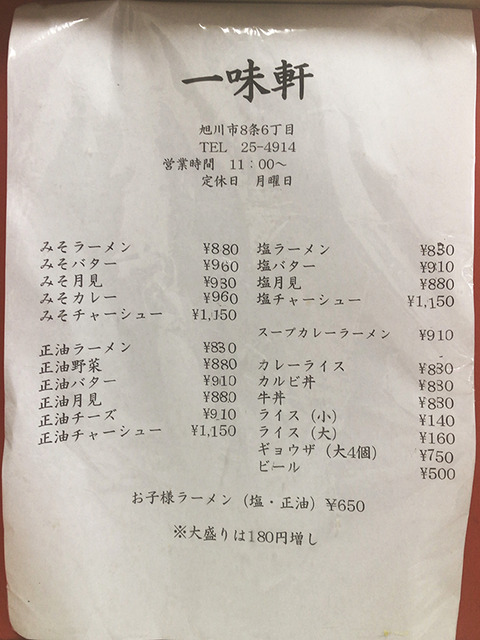 一味軒
旭川市8条6丁目
TEL 25-4914
営業時間 11:00~
定休日 月曜日
みそラーメン ¥880
みそバター ¥960
みそ月見 ¥930
みそカレー ¥960
みそチャーシュー ¥1,150
正油ラーメン ¥830
正油野菜 ¥880
正油バター ¥910
正油月見 ¥880
正油チーズ ¥910
正油チャーシュー ¥1,150
塩ラーメン ¥830
塩バター ¥910
塩月見 ¥880
塩チャーシュー ¥1,150
スープカレーラーメン ¥910
カレーライス ¥830
カルビ丼 ¥830
牛丼 ¥830
ライス(小) ¥140
ライス(大) ¥160
ギョウザ(大4個) ¥750
ビール ¥500
お子様ラーメン(塩・正油)¥650
※大盛りは180円増し